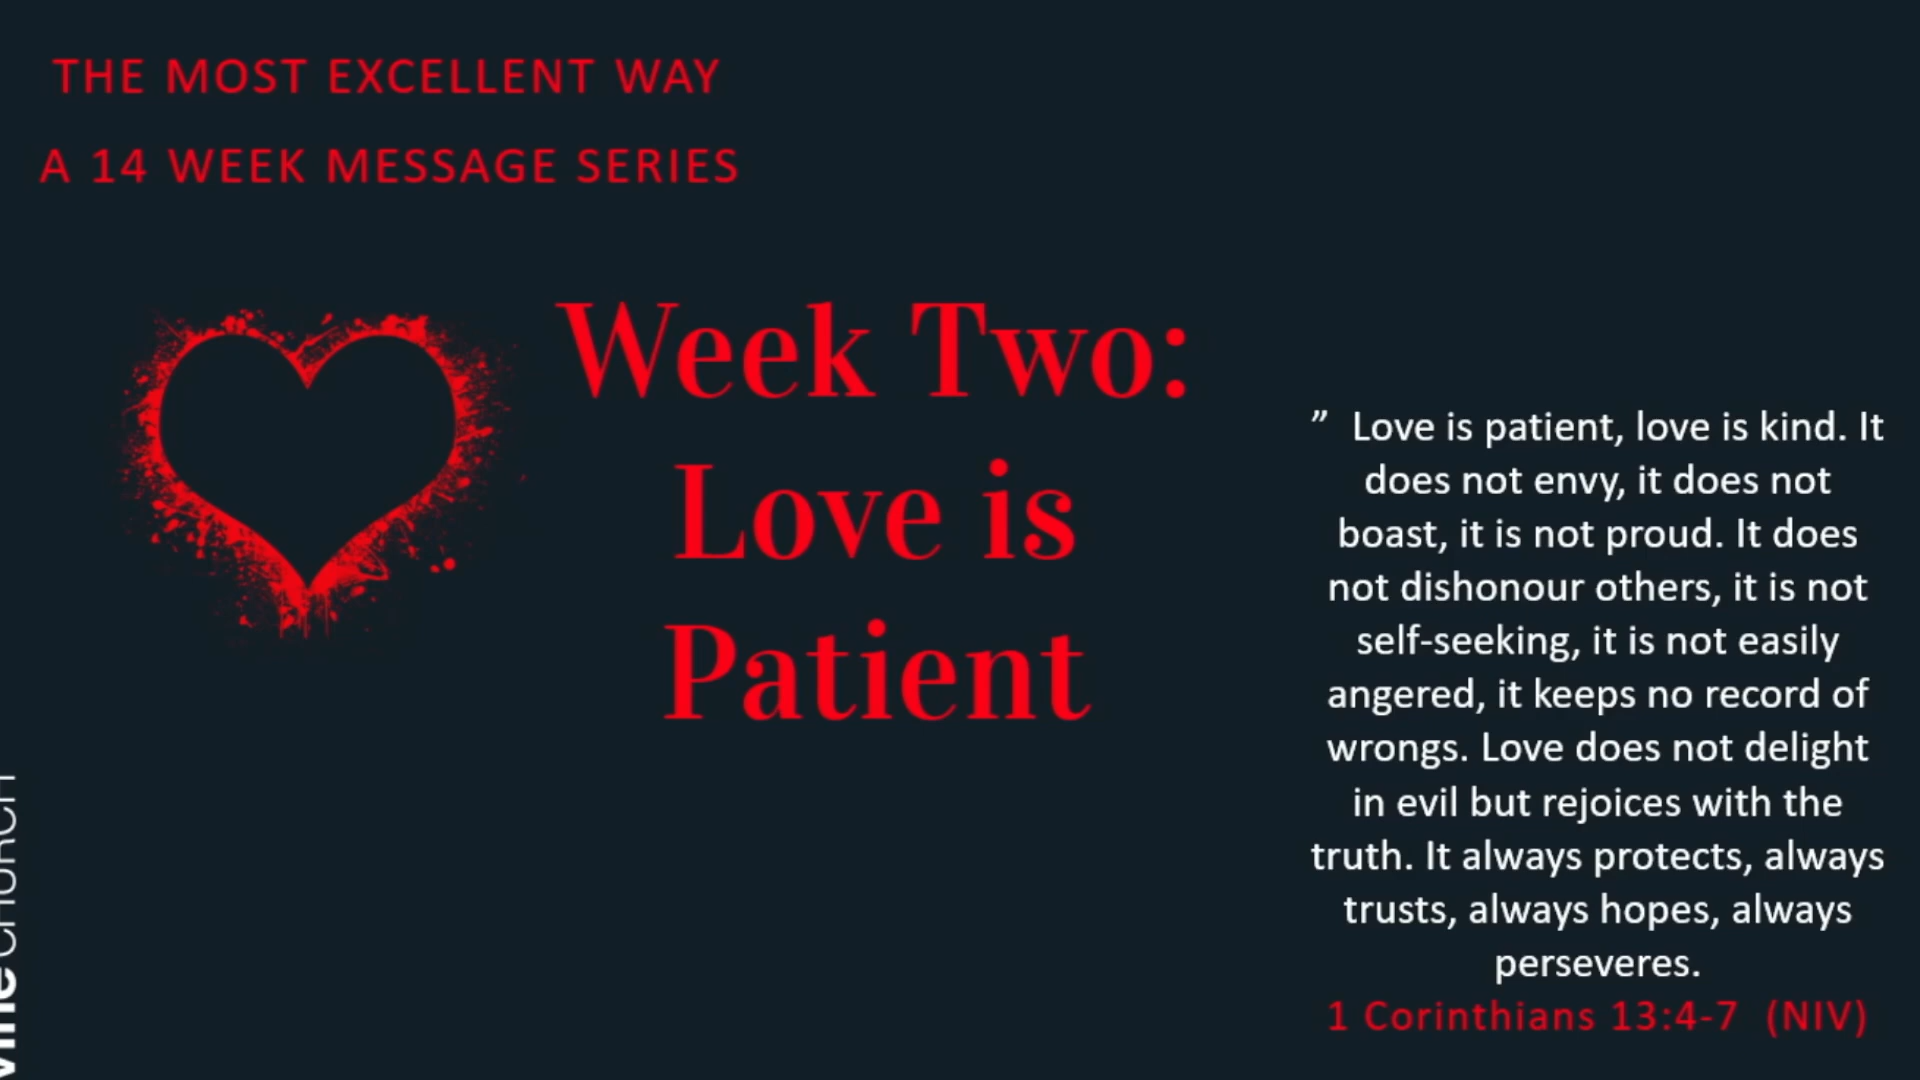 THE MOST EXCELLENT WAY
A 14 WEEK MESSAGE SERIES
Week Two:
Love is
Patient
” Love is patient, love is kind. It
does not envy, it does not
boast, it is not proud. It does
not dishonour others, it is not
self-seeking, it is not easily
angered, it keeps no record of
wrongs. Love does not delight
in evil but rejoices with the
truth. It always protects, always
trusts, always hopes, always
perseveres.
1 Corinthians 13:4-7 (NIV)
vineCHURCH